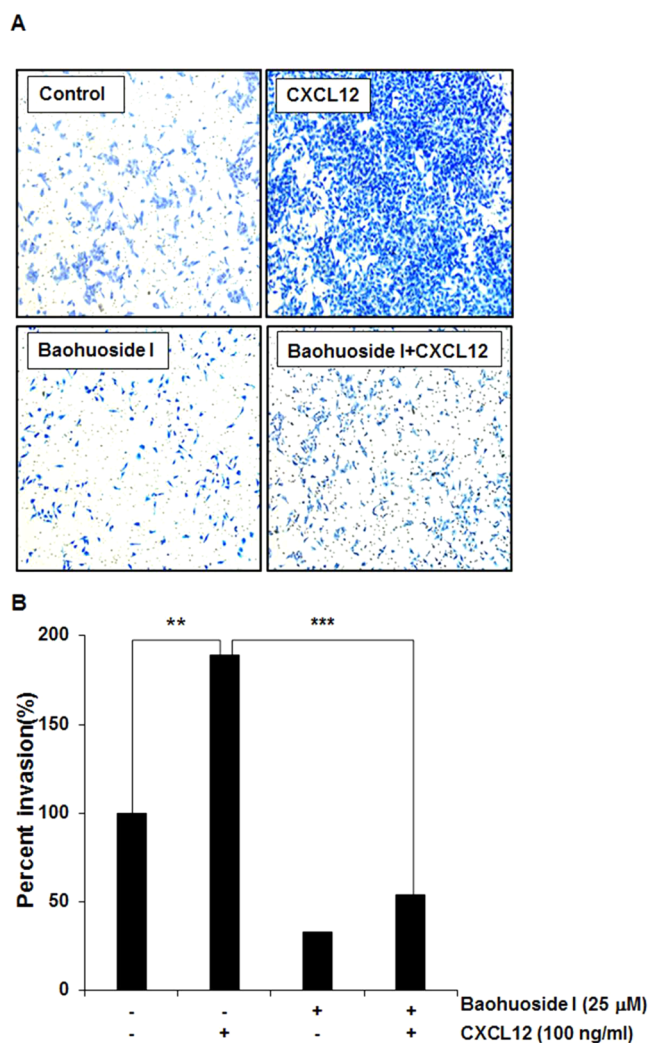 A
Control
CXCL12
Baohuoside I
Baohuoside I+CXCL12
B
** ***
200
150
100
50
0
Percent invasion(%)
- - + + Baohuoside I (25 μM)
- + - + CXCL12 (100 ng/ml)